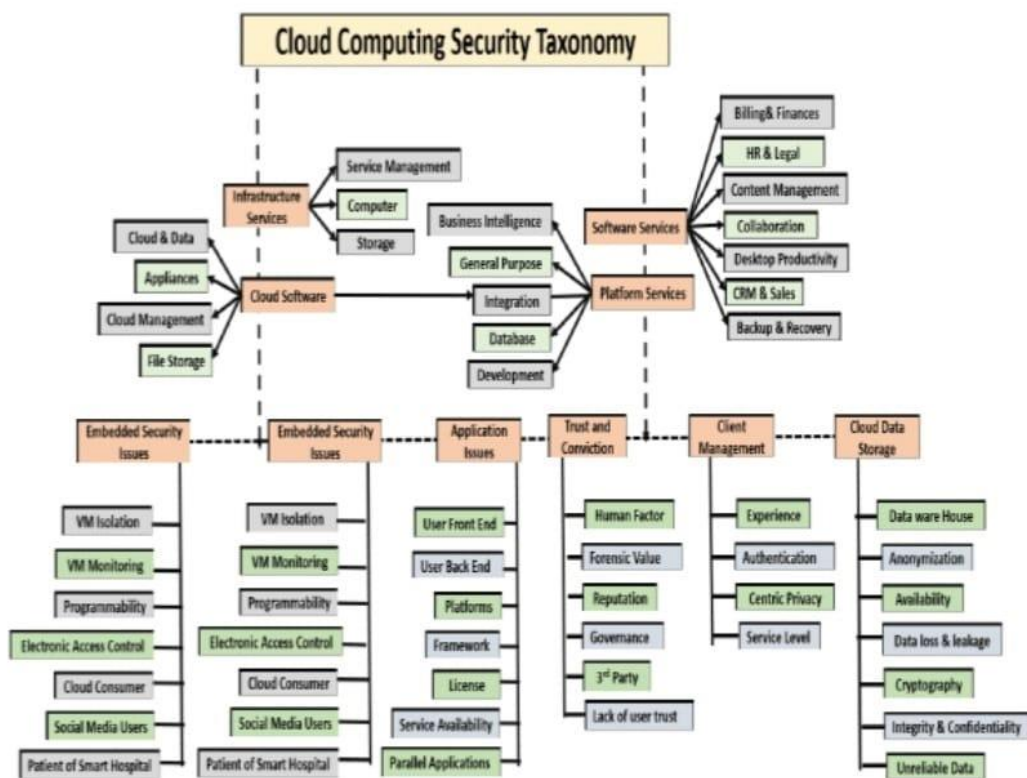 Cloud Computing Security Taxonomy
Infrastructure
Services
Service Management
Computer
Storage
Cloud & Data
Appliances
Cloud Management
File Storage
Cloud Software
Business Intelligence
General Purpose
Integration
Database
Development
Software Services
Platform Services
Billing& Finances
HR & Legal
Content Management
Collaboration
Desktop Productivity
CRM & Sales
Backup & Recovery
Embedded Security
Issues
VM Isolation
VM Monitoring
Programmability
Electronic Access Control
Cloud Consumer
Social Media Users
Patient of Smart Hospital
Embedded Security
Issues
VM Isolation
VM Monitoring
Programmability
Electronic Access Control
Cloud Consumer
Social Media Users
Patient of Smart Hospital
Application
Issues
User Front End
User Back End
Platforms
Framework
License
Service Availability
Parallel Applications
Trust and
Conviction
Human Factor
Forensic Value
Reputation
Governance
3rd Party
Lack of user trust
Client
Management
Experience
Authentication
Centric Privacy
Service Level
Cloud Data
Storage
Data ware House
Anonymization
Availability
Data loss & leakage
Cryptography
Integrity & Confidentiality
Unreliable Data